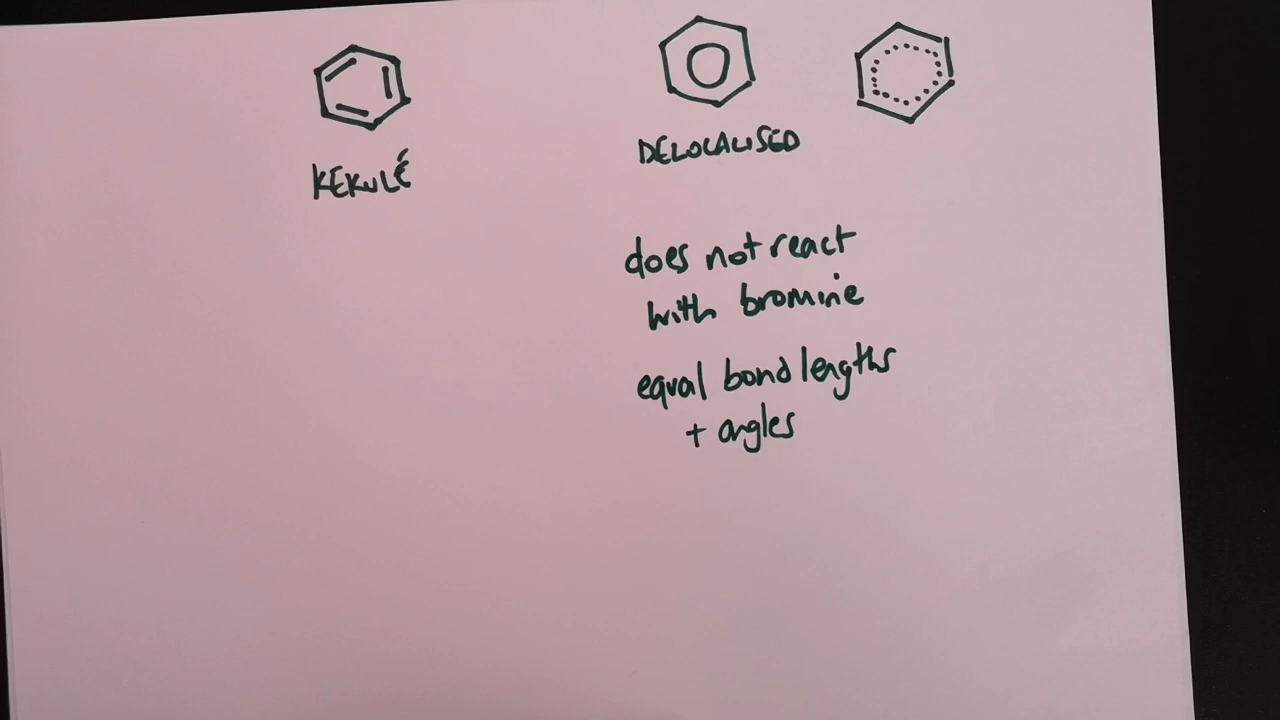 KEKULÉ
DELOCALISED
does not react
with bromine
equal bond lengths
+ angles